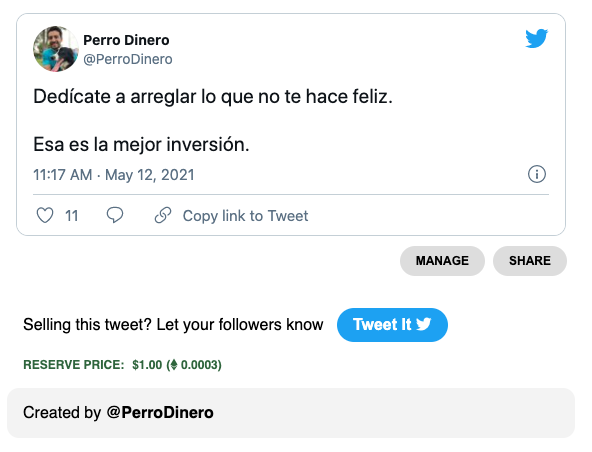 Perro Dinero
@PerroDinero
Dedícate a arreglar lo que no te hace feliz.
Esa es la mejor inversión.
11:17 AM · May 12, 2021
11 Copy link to Tweet
MANAGE SHARE
Selling this tweet? Let your followers know Tweet It
RESERVE PRICE: $1.00 (⧫ 0.0003)
Created by @PerroDinero